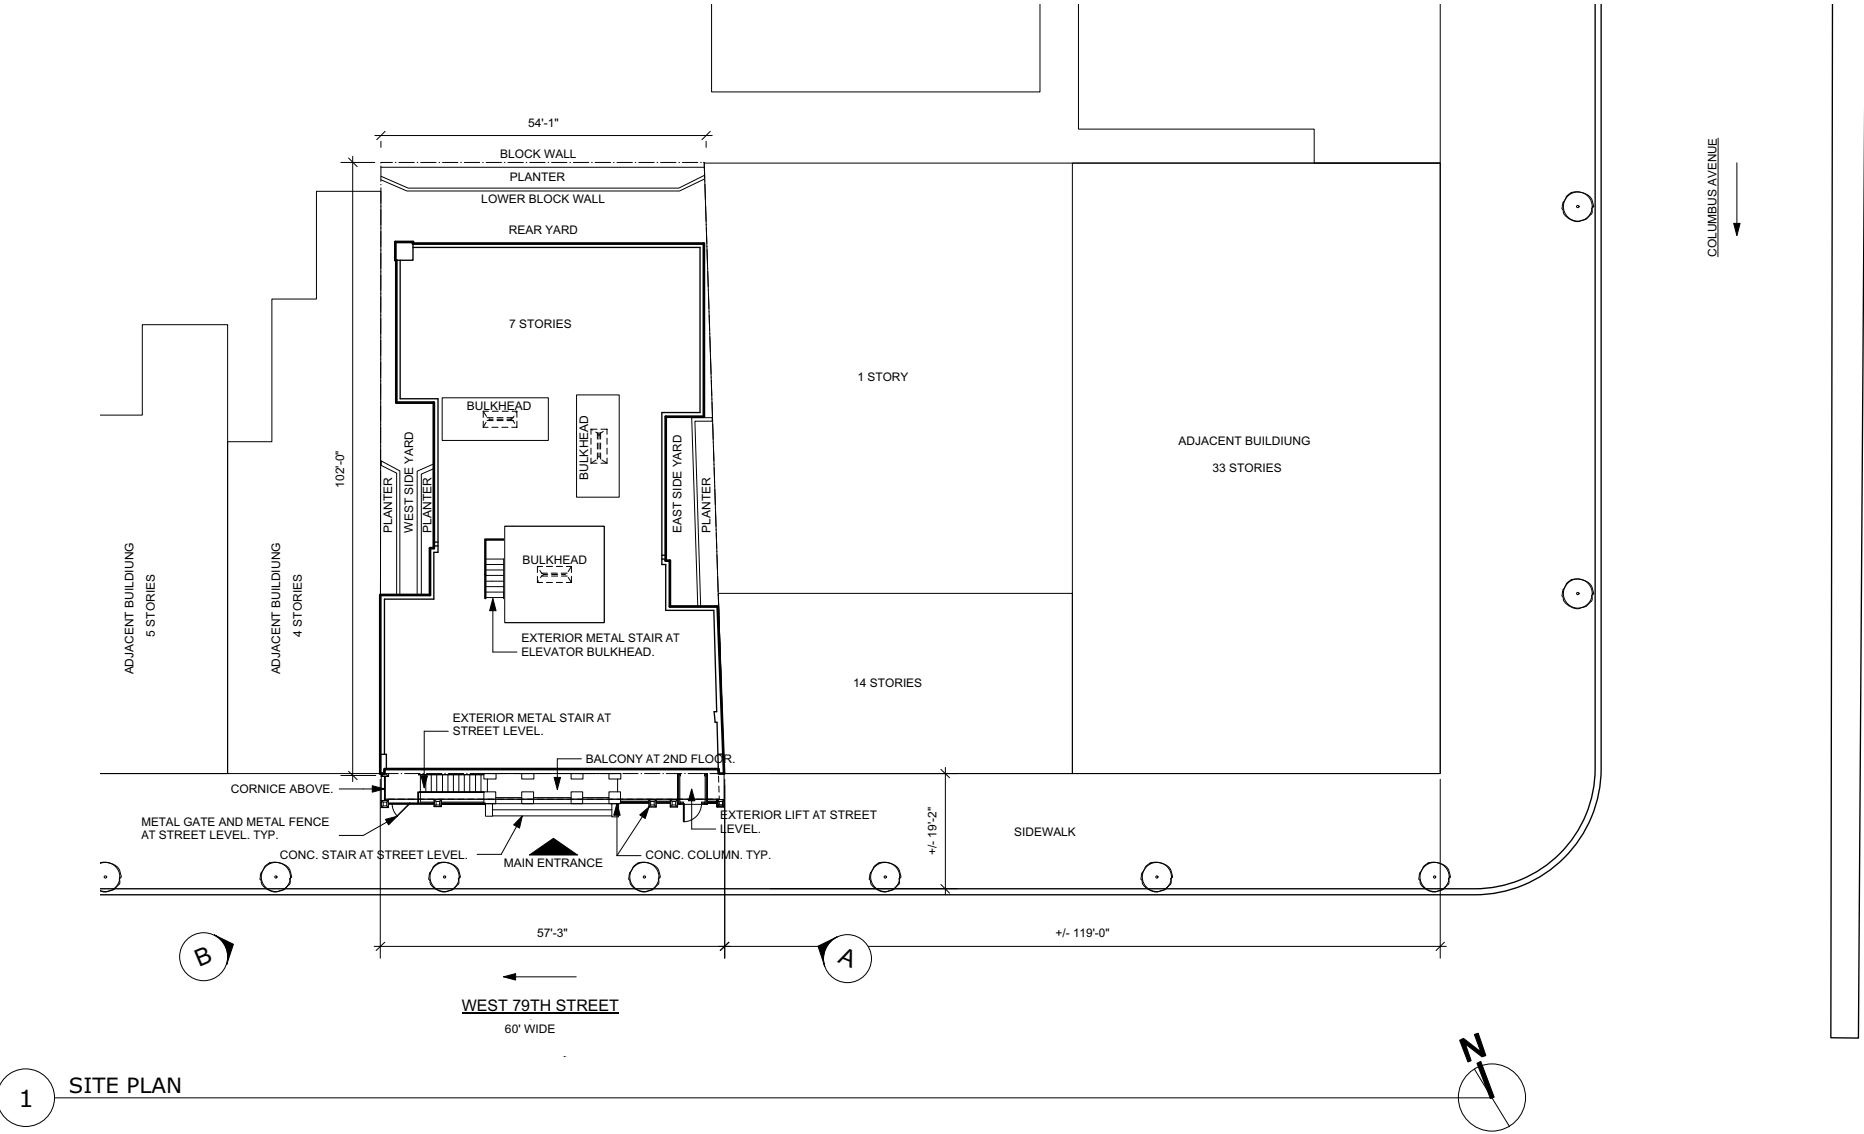 54'-1"
BLOCK WALL
PLANTER
LOWER BLOCK WALL
REAR YARD
COLUMBUS AVENUE
7 STORIES
1 STORY
BULKHEAD
BULKHEAD
ADJACENT BUILDIUNG
33 STORIES
102'-0"
PLANTER
WEST SIDE YARD
PLANTER
EAST SIDE YARD
PLANTER
BULKHEAD
ADJACENT BUILDIUNG
5 STORIES
ADJACENT BUILDIUNG
4 STORIES
EXTERIOR METAL STAIR AT
ELEVATOR BULKHEAD.
14 STORIES
EXTERIOR METAL STAIR AT
STREET LEVEL.
BALCONY AT 2ND FLOOR.
CORNICE ABOVE.
METAL GATE AND METAL FENCE
AT STREET LEVEL. TYP.
EXTERIOR LIFT AT STREET
LEVEL.
+/- 19'-2"
SIDEWALK
CONC. STAIR AT STREET LEVEL.
MAIN ENTRANCE
CONC. COLUMN. TYP.
57'-3"
+/- 119'-0"
B
A
WEST 79TH STREET
60' WIDE
N
1
SITE PLAN